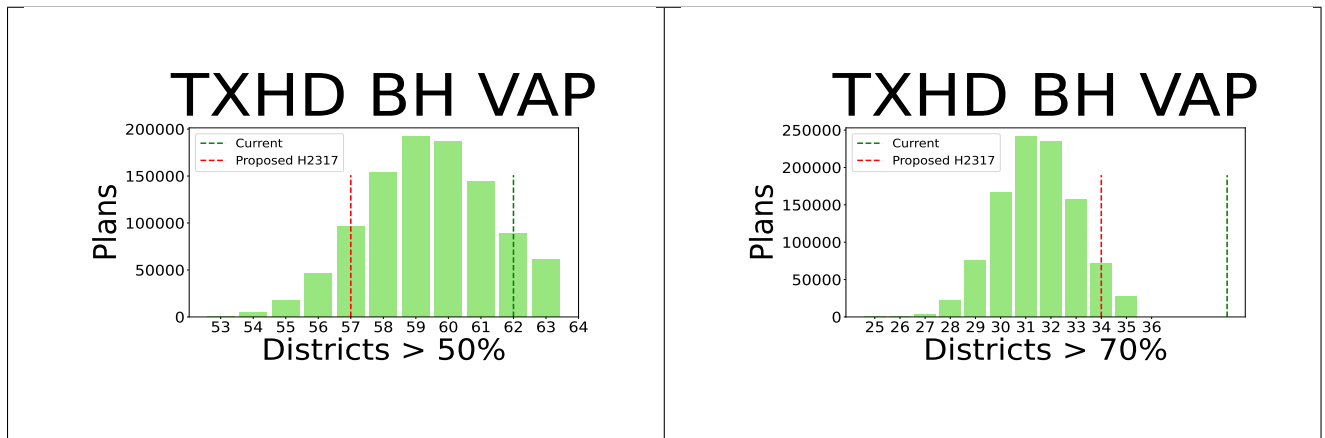 TXHD BH VAP
200000
150000
100000
50000
0
Plans
Current
Proposed H2317
53 54 55 56 57 58 59 60 61 62 63 64
Districts > 50%
TXHD BH VAP
250000
200000
150000
100000
50000
0
Plans
Current
Proposed H2317
25 26 27 28 29 30 31 32 33 34 35 36
Districts > 70%